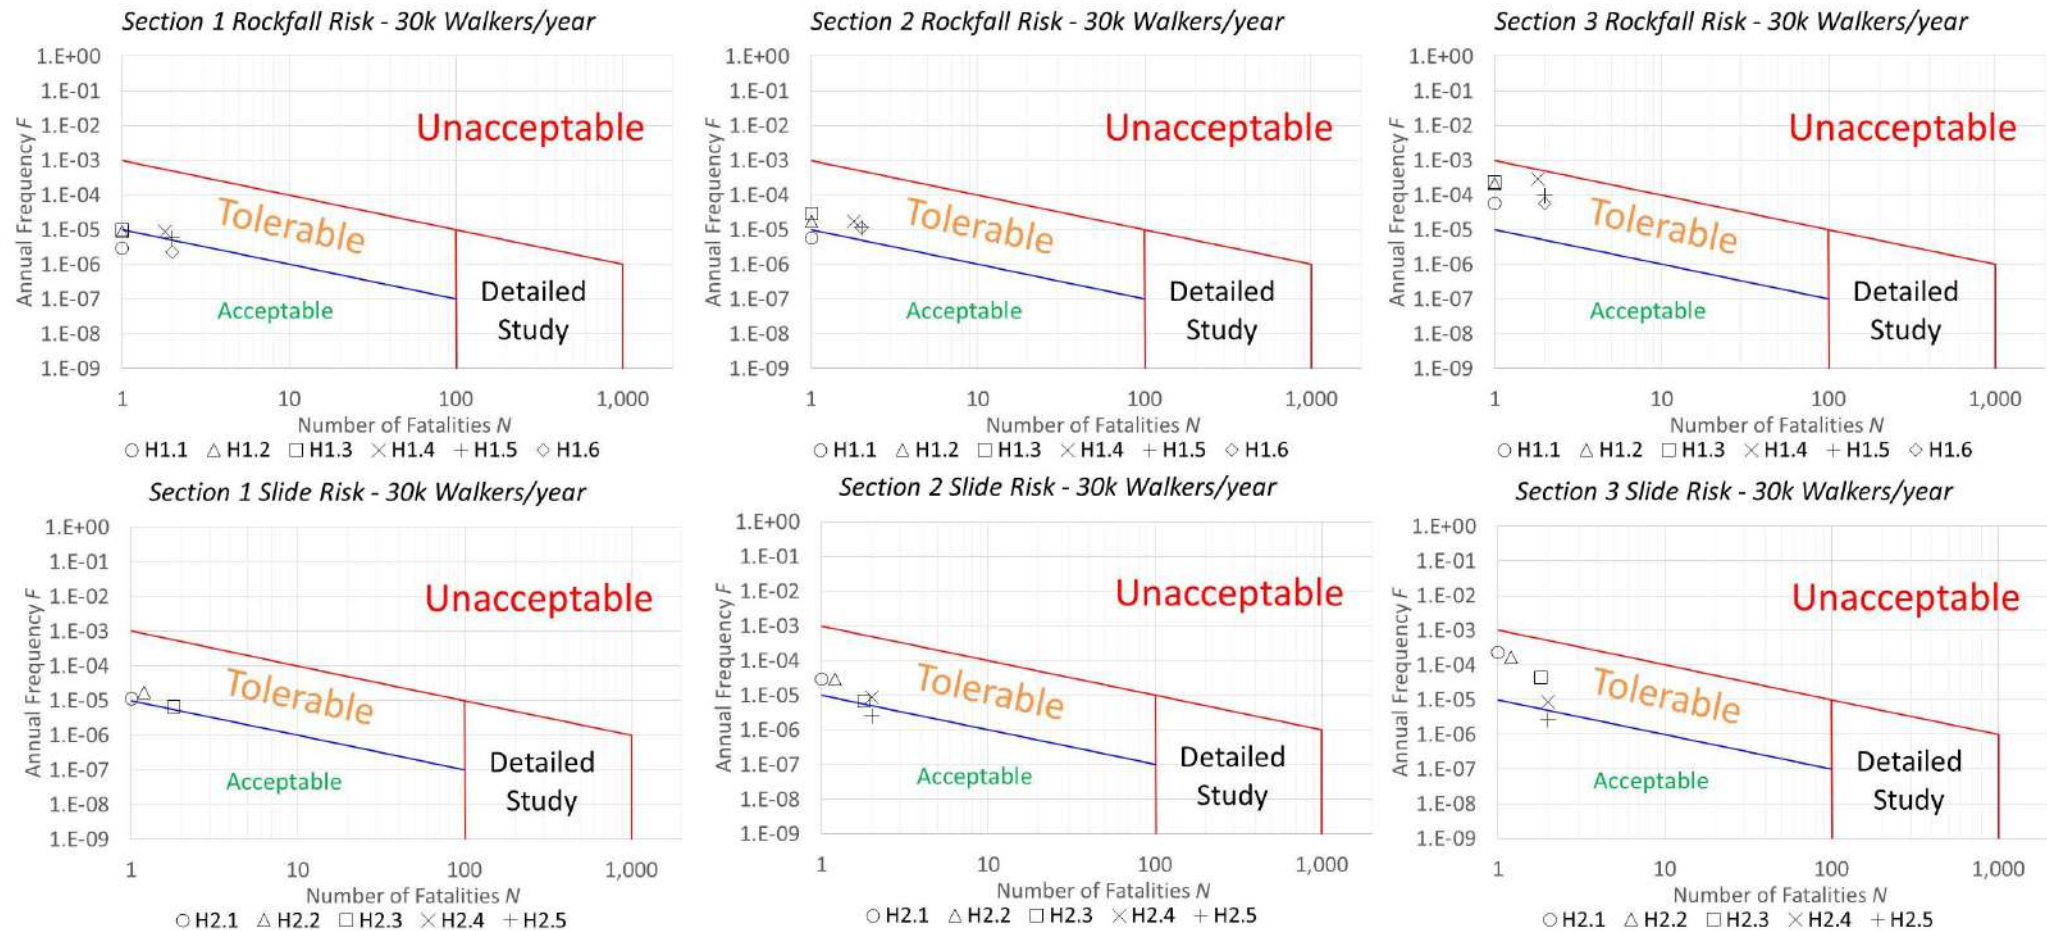 Section 1 Rockfall Risk - 30k Walkers/year
1.E+00
1.E-01
1.E-02
1.E-03
1.E-04
1.E-05
1.E-06
1.E-07
1.E-08
1.E-09
Annual Frequency F
Unacceptable
Tolerable
Acceptable
Detailed
Study
1 10 100 1,000
Number of Fatalities N
H1.1 H1.2 H1.3 H1.4 H1.5 H1.6
Section 2 Rockfall Risk - 30k Walkers/year
1.E+00
1.E-01
1.E-02
1.E-03
1.E-04
1.E-05
1.E-06
1.E-07
1.E-08
1.E-09
Annual Frequency F
Unacceptable
Tolerable
Acceptable
Detailed
Study
1 10 100 1,000
Number of Fatalities N
H1.1 H1.2 H1.3 H1.4 H1.5 H1.6
Section 3 Rockfall Risk - 30k Walkers/year
1.E+00
1.E-01
1.E-02
1.E-03
1.E-04
1.E-05
1.E-06
1.E-07
1.E-08
1.E-09
Annual Frequency F
Unacceptable
Tolerable
Acceptable
Detailed
Study
1 10 100 1,000
Number of Fatalities N
H1.1 H1.2 H1.3 H1.4 H1.5 H1.6
Section 1 Slide Risk - 30k Walkers/year
1.E+00
1.E-01
1.E-02
1.E-03
1.E-04
1.E-05
1.E-06
1.E-07
1.E-08
1.E-09
Annual Frequency F
Unacceptable
Tolerable
Acceptable
Detailed
Study
1 10 100 1,000
Number of Fatalities N
H2.1 H2.2 H2.3 H2.4 H2.5
Section 2 Slide Risk - 30k Walkers/year
1.E+00
1.E-01
1.E-02
1.E-03
1.E-04
1.E-05
1.E-06
1.E-07
1.E-08
1.E-09
Annual Frequency F
Unacceptable
Tolerable
Acceptable
Detailed
Study
1 10 100 1,000
Number of Fatalities N
H2.1 H2.2 H2.3 H2.4 H2.5
Section 3 Slide Risk - 30k Walkers/year
1.E+00
1.E-01
1.E-02
1.E-03
1.E-04
1.E-05
1.E-06
1.E-07
1.E-08
1.E-09
Annual Frequency F
Unacceptable
Tolerable
Acceptable
Detailed
Study
1 10 100 1,000
Number of Fatalities N
H2.1 H2.2 H2.3 H2.4 H2.5